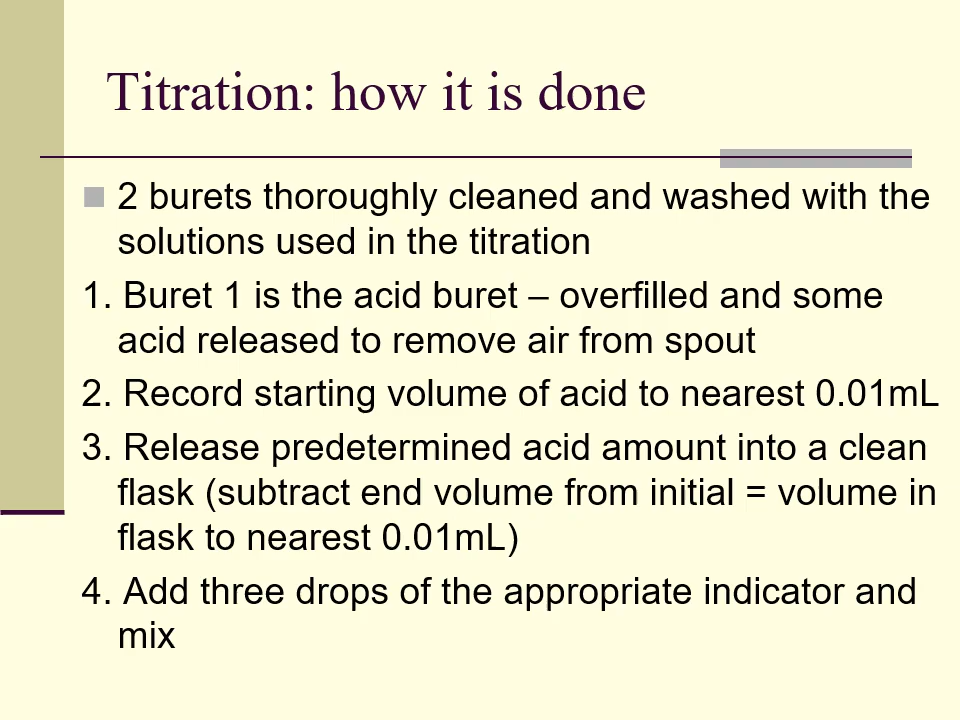 Titration: how it is done
2 burets thoroughly cleaned and washed with the
solutions used in the titration
1. Buret 1 is the acid buret – overfilled and some
acid released to remove air from spout
2. Record starting volume of acid to nearest 0.01mL
3. Release predetermined acid amount into a clean
flask (subtract end volume from initial = volume in
flask to nearest 0.01mL)
4. Add three drops of the appropriate indicator and
mix